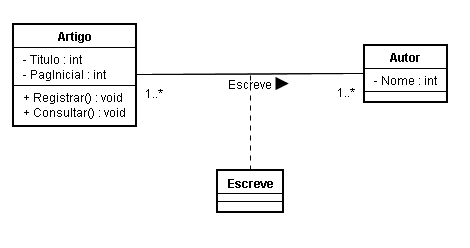 Artigo
- Titulo : int
- PagInicial : int
+ Registrar() : void
+ Consultar() : void
Autor
- Nome : int
Escreve
1..*
1..*
Escreve